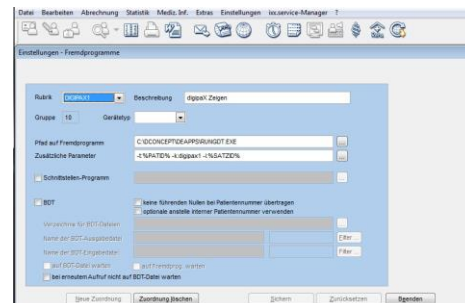 Datei Bearbeiten Abrechnung Statistik Mediz.Inf. Extras Einstellungen ixx.service-Manager ?
Einstellungen - Fremdprogramme
Rubrik DIGIPAX1 Beschreibung digipaX Zeigen
Gruppe 10 Gerätetyp
Pfad auf Fremdprogramm C:\DCONCEPT\DEAPPS\RUNGDT.EXE ...
Zusätzliche Parameter -t:%PATID% -k:digipax1 -i:%SATZID% ...
Schnittstellen-Programm ...
BDT keine führenden Nullen bei Patientennummer übertragen
optionale anstelle interner Patientennummer verwenden
Verzeichnis für BDT-Dateien ...
Name der BDT-Ausgabedatei Filter ...
Name der BDT-Eingabedatei Filter ...
auf BDT-Datei warten auf Fremdprog. warten
bei erneutem Aufruf nicht auf BDT-Datei warten
Neue Zuordnung Zuordnung löschen Sichern Zurücksetzen Beenden